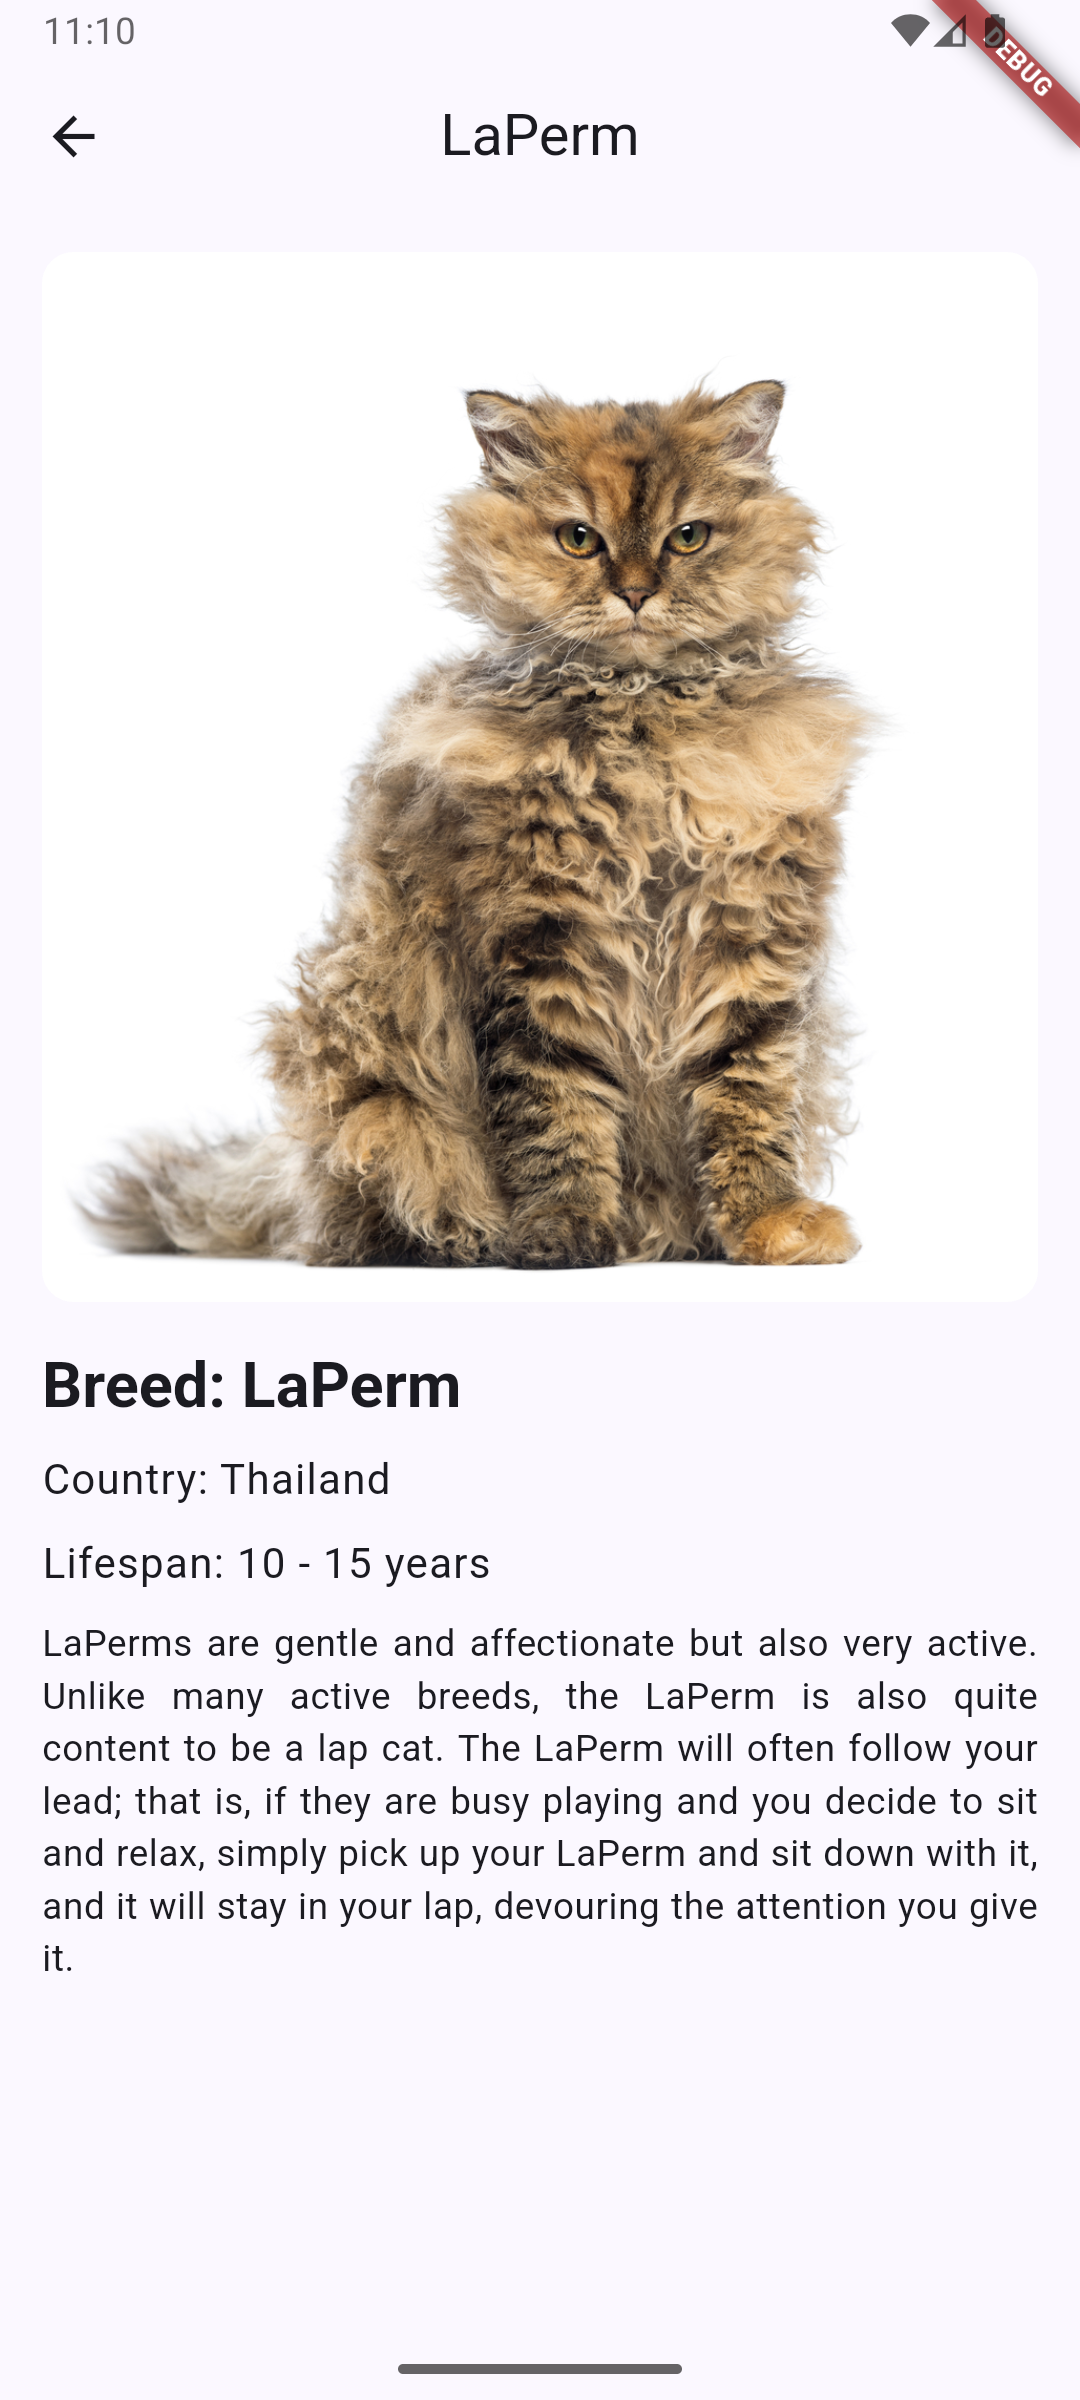 11:10
DEBUG
LaPerm
Breed: LaPerm
Country: Thailand
Lifespan: 10 - 15 years
LaPerms are gentle and affectionate but also very active.
Unlike many active breeds, the LaPerm is also quite
content to be a lap cat. The LaPerm will often follow your
lead; that is, if they are busy playing and you decide to sit
and relax, simply pick up your LaPerm and sit down with it,
and it will stay in your lap, devouring the attention you give
it.